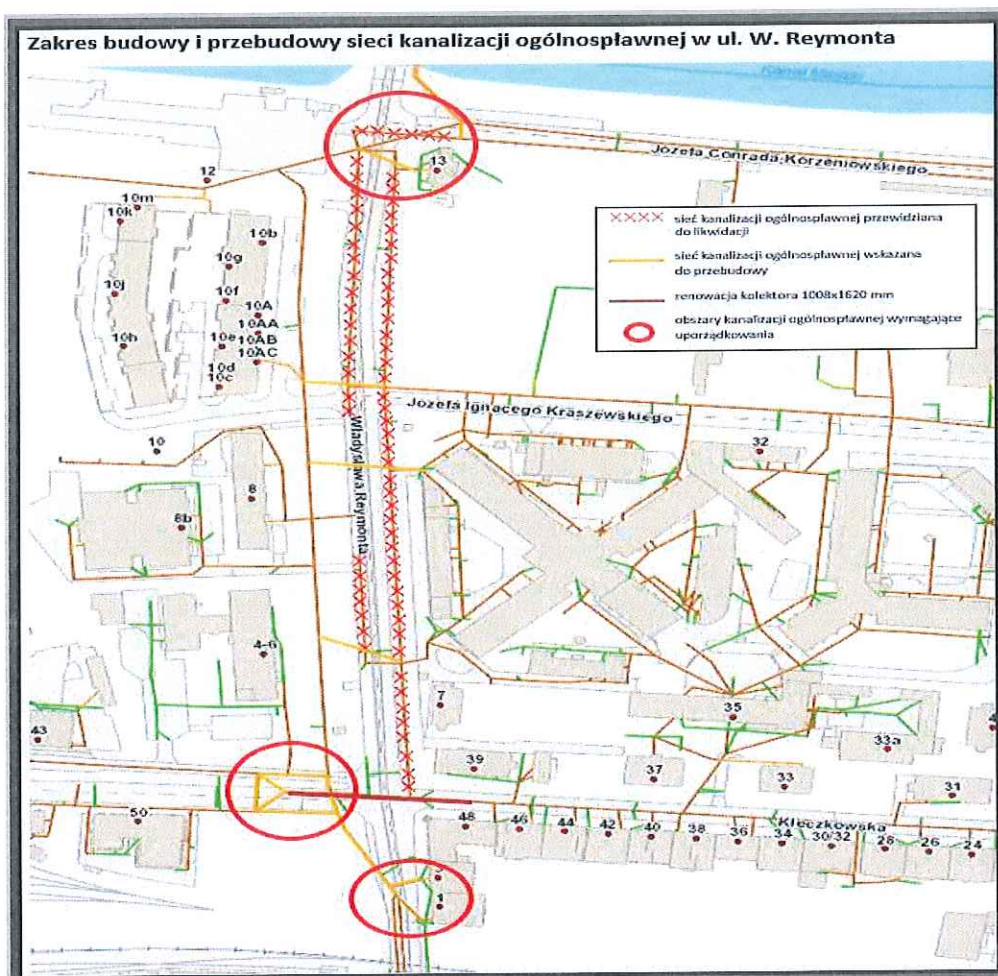 Zakres budowy i przebudowy sieci kanalizacji ogólnospławnej w ul. W. Reymonta
Kanał Miejski
Józefa Conrada-Korzeniowskiego
13
12
10m
10k
10b
10g
10j
10f
10A
10AA
10h
10e
10AB
10AC
10d
10c
xxxxx sieć kanalizacji ogólnospławnej przewidziana
do likwidacji
sieć kanalizacji ogólnospławnej wskazana
do przebudowy
renowacja kolektora 1008x1620 mm
obszary kanalizacji ogólnospławnej wymagające
uporządkowania
Józefa Ignacego Kraszewskiego
Władysława Reymonta
10
8
8b
32
4-6
7
35
33a
4
43
39
37
33
31
50
48
46
44
42
40
38
36
34
30/32
28
26
24
Kleczkowska
1